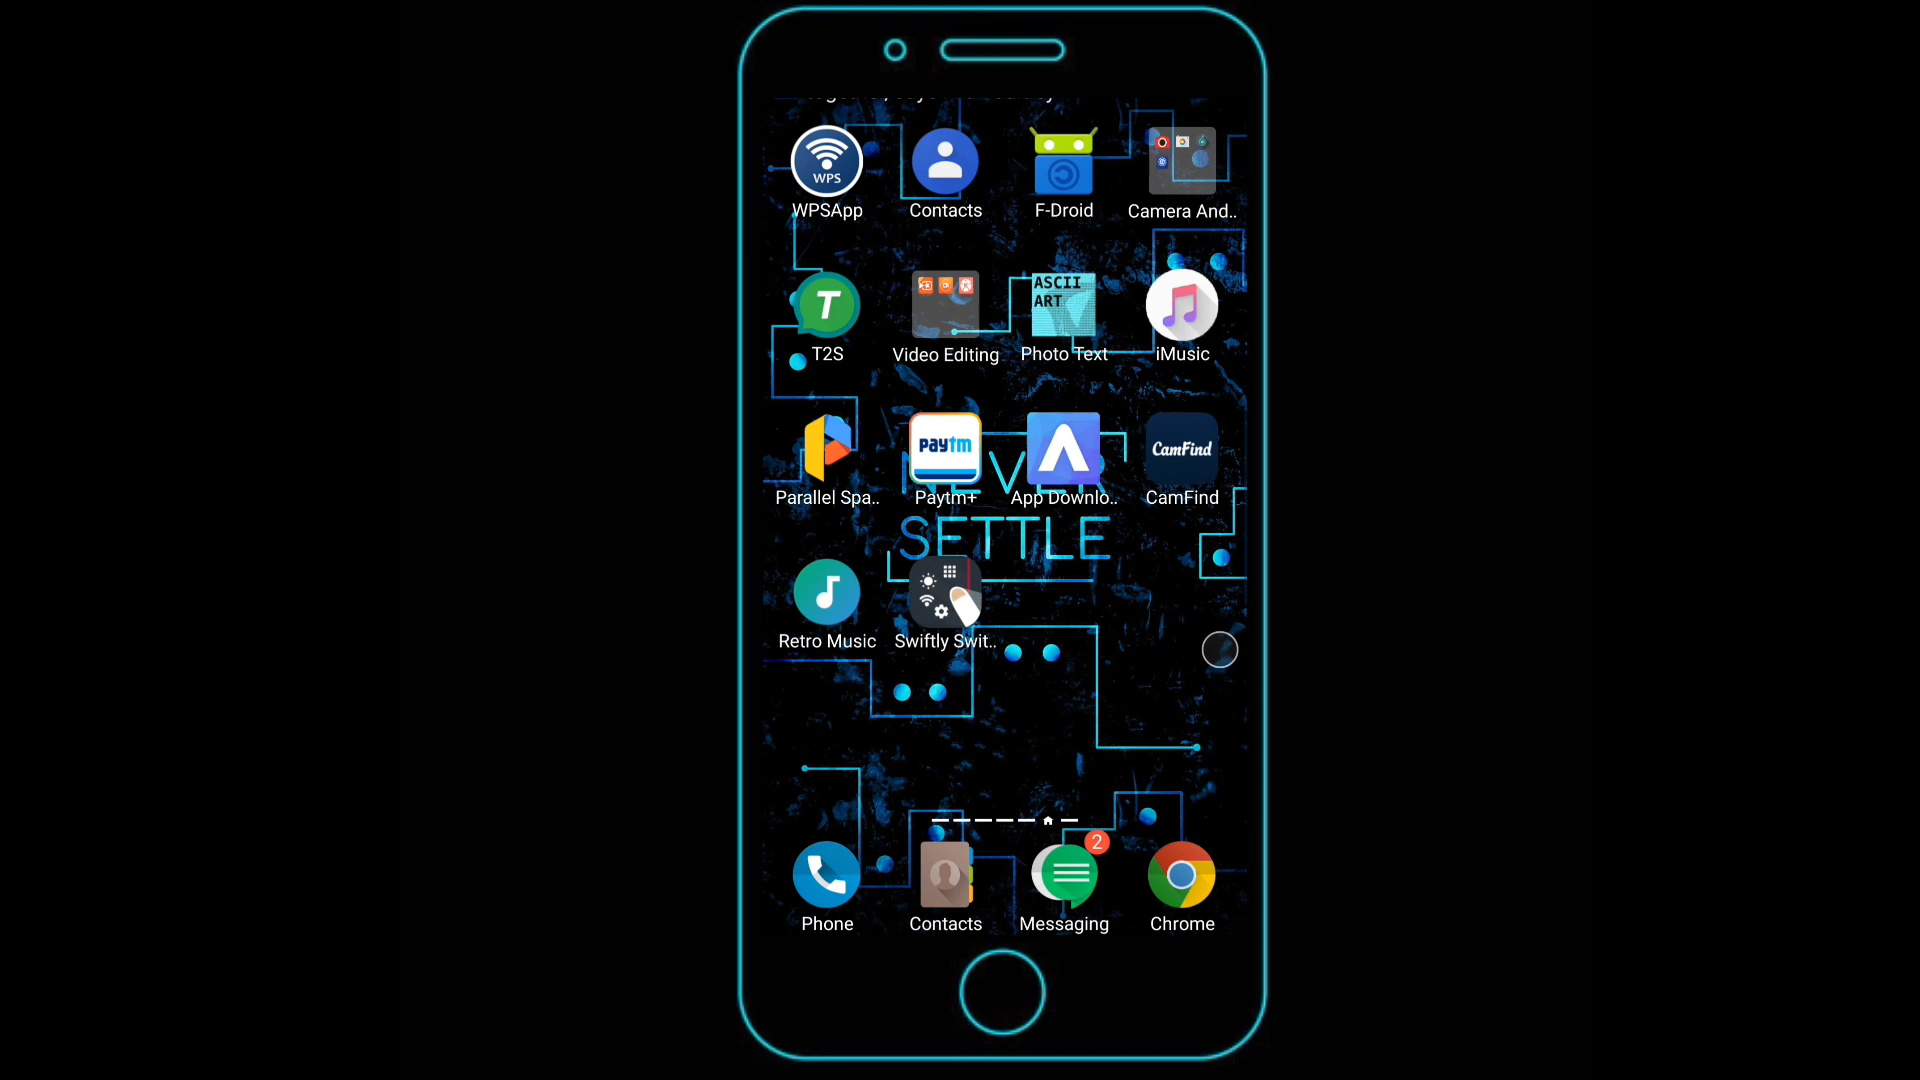 WPS
WPSApp
Contacts
F-Droid
Camera And..
T
T2S
Video Editing
ASCII
ART
Photo Text
iMusic
paytm
CamFind
Parallel Spa..
Paytm+
App Downlo..
CamFind
NEVER
SETTLE
Retro Music
Swiftly Swit..
2
Phone
Contacts
Messaging
Chrome